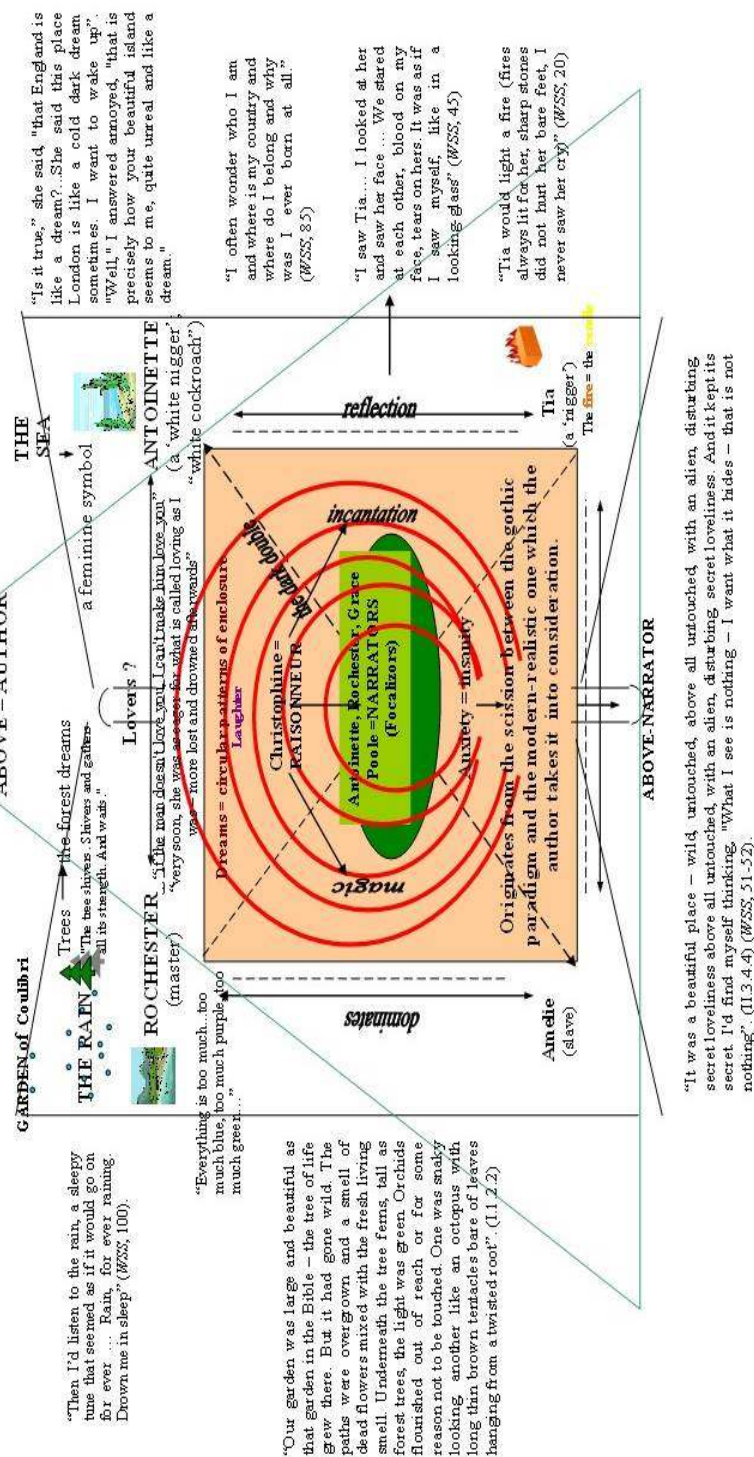 ABOVE – AUTHOR
GARDEN of Coulibri
THE RAIN
Trees
the forest dreams
"The tree shivers. Shivers and gathers
all its strength. And waits."
THE
SEA
a feminine symbol
ROCHESTER
(master)
Lovers ?
ANTOINETTE
(a 'white nigger';
"white cockroach")
"if the man doesn't love you, I can't make him love you"
"very soon, she was as eager for what is called loving as I
was – more lost and drowned afterwards"
"Then I'd listen to the rain, a sleepy
tune that seemed as if it would go on
for ever ... Rain, for ever raining.
Drown me in sleep" (WSS, 100).
"Everything is too much...too
much blue, too much purple, too
much green..."
"Our garden was large and beautiful as
that garden in the Bible – the tree of life
grew there. But it had gone wild. The
paths were overgrown and a smell of
dead flowers mixed with the fresh living
smell. Underneath the tree ferns, tall as
forest trees, the light was green. Orchids
flourished out of reach or for some
reason not to be touched. One was snaky
looking, another like an octopus with
long thin brown tentacles bare of leaves
hanging from a twisted root". (I.1.2.2)
dominates
Amelie
(slave)
Dreams = circular patterns of enclosure
Laughter
the dark double
Christophine =
RAISONNEUR
magic
incantation
Antoinette, Rochester, Grace
Poole =NARRATORS
(Focalizors)
Anxiety = insanity
Originates from the scission between the gothic
paradigm and the modern-realistic one which the
author takes it into consideration.
reflection
Tia
(a 'nigger')
The fire = the candle
"Is it true," she said, "that England is
like a dream?...She said this place
London is like a cold dark dream
sometimes. I want to wake up".
"Well," I answered annoyed, "that is
precisely how your beautiful island
seems to me, quite unreal and like a
dream."
"I often wonder who I am
and where is my country and
where do I belong and why
was I ever born at all."
(WSS, 85)
"I saw Tia.... I looked at her
and saw her face ... We stared
at each other, blood on my
face, tears on hers. It was as if
I saw myself, like in a
looking-glass" (WSS, 45)
"Tia would light a fire (fires
always lit for her, sharp stones
did not hurt her bare feet, I
never saw her cry)" (WSS, 20)
ABOVE-NARRATOR
"It was a beautiful place – wild, untouched, above all untouched, with an alien, disturbing,
secret loveliness above all untouched, with an alien, disturbing secret loveliness. And it kept its
secret. I'd find myself thinking, "What I see is nothing – I want what it hides – that is not
nothing". (II.3.4.4) (WSS, 51-52).